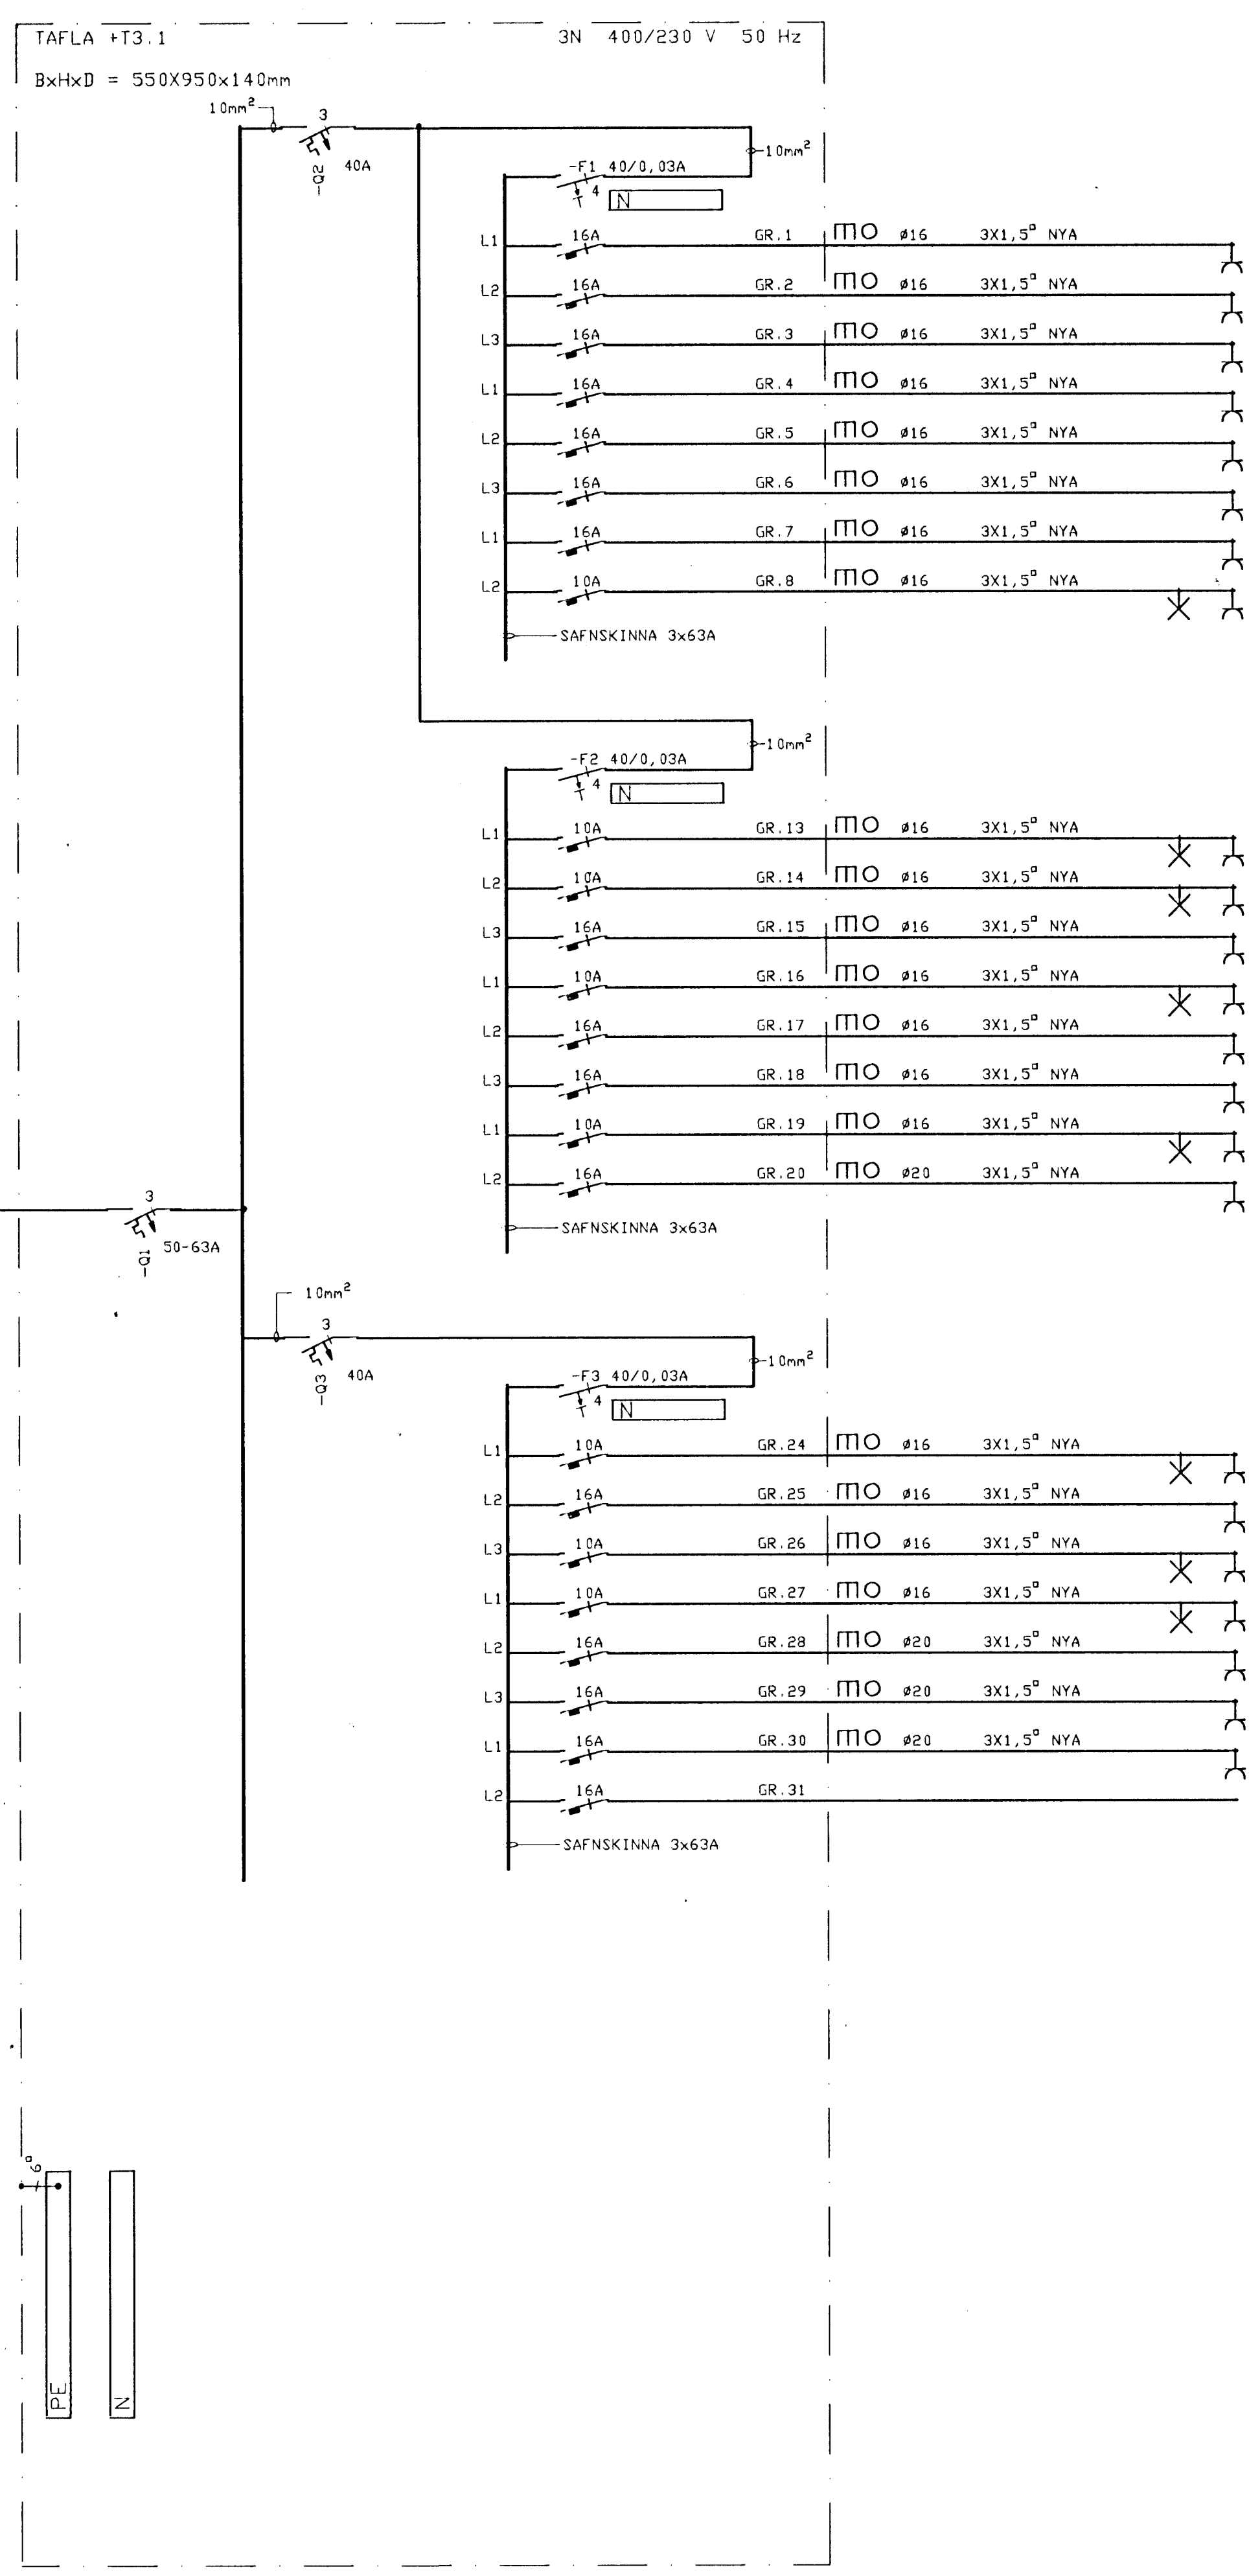 TAFLA +T3.1 3N 400/230 V 50 Hz
BxHxD = 550X950x140mm
10mm²
3
-Q2 40A
10mm²
-F1 40/0,03A
4
N
L1 16A GR.1 ø16 3X1,5▫ NYA
L2 16A GR.2 ø16 3X1,5▫ NYA
L3 16A GR.3 ø16 3X1,5▫ NYA
L1 16A GR.4 ø16 3X1,5▫ NYA
L2 16A GR.5 ø16 3X1,5▫ NYA
L3 16A GR.6 ø16 3X1,5▫ NYA
L1 16A GR.7 ø16 3X1,5▫ NYA
L2 10A GR.8 ø16 3X1,5▫ NYA
SAFNSKINNA 3x63A
10mm²
-F2 40/0,03A
4
N
L1 10A GR.13 ø16 3X1,5▫ NYA
L2 10A GR.14 ø16 3X1,5▫ NYA
L3 16A GR.15 ø16 3X1,5▫ NYA
L1 10A GR.16 ø16 3X1,5▫ NYA
L2 16A GR.17 ø16 3X1,5▫ NYA
L3 16A GR.18 ø16 3X1,5▫ NYA
L1 10A GR.19 ø16 3X1,5▫ NYA
L2 16A GR.20 ø20 3X1,5▫ NYA
SAFNSKINNA 3x63A
3
-Q1 50-63A
10mm²
3
-Q3 40A
10mm²
-F3 40/0,03A
4
N
L1 10A GR.24 ø16 3X1,5▫ NYA
L2 16A GR.25 ø16 3X1,5▫ NYA
L3 10A GR.26 ø16 3X1,5▫ NYA
L1 10A GR.27 ø16 3X1,5▫ NYA
L2 16A GR.28 ø20 3X1,5▫ NYA
L3 16A GR.29 ø20 3X1,5▫ NYA
L1 16A GR.30 ø20 3X1,5▫ NYA
L2 16A GR.31
SAFNSKINNA 3x63A
6▫
PE
N